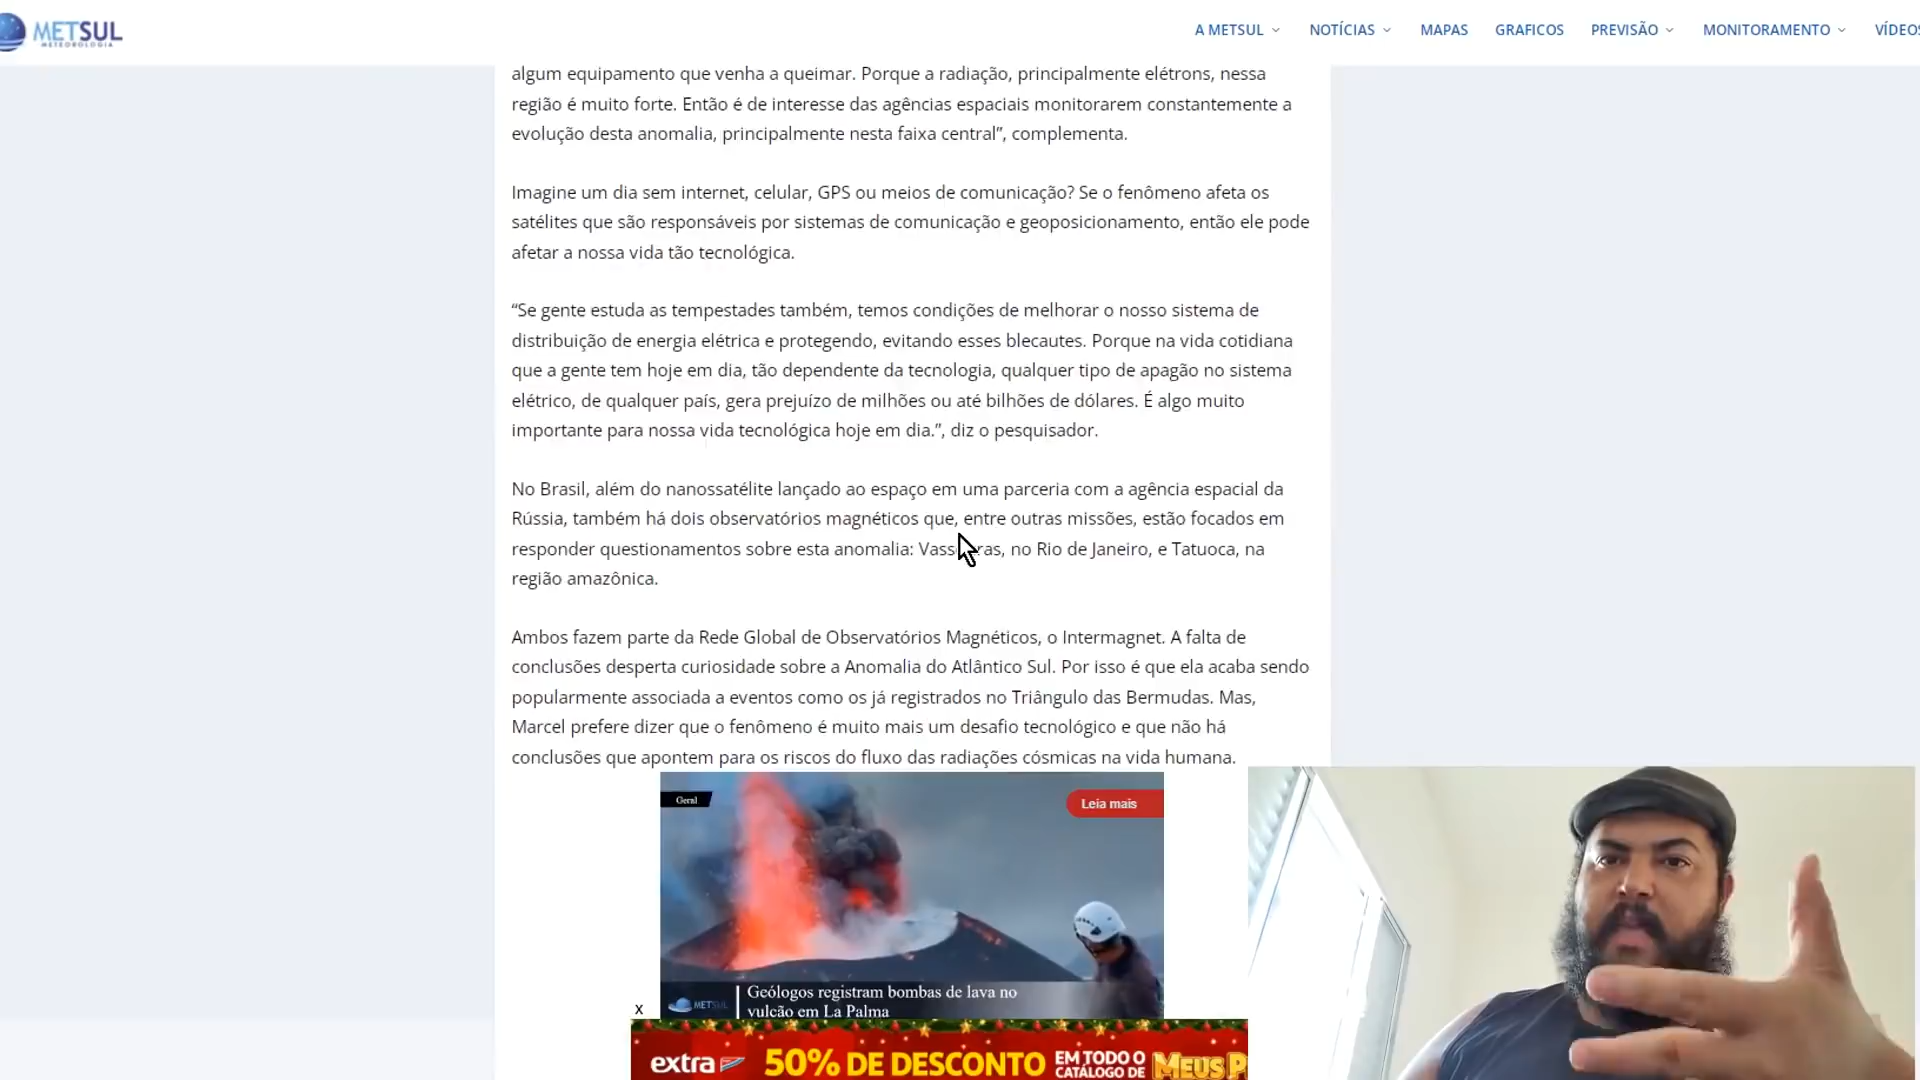 METSUL
METEOROLOGIA
A METSUL
NOTÍCIAS
MAPAS
GRAFICOS
PREVISÃO
MONITORAMENTO
VÍDEOS
algum equipamento que venha a queimar. Porque a radiação, principalmente elétrons, nessa
região é muito forte. Então é de interesse das agências espaciais monitorarem constantemente a
evolução desta anomalia, principalmente nesta faixa central”, complementa.
Imagine um dia sem internet, celular, GPS ou meios de comunicação? Se o fenômeno afeta os
satélites que são responsáveis por sistemas de comunicação e geoposicionamento, então ele pode
afetar a nossa vida tão tecnológica.
“Se gente estuda as tempestades também, temos condições de melhorar o nosso sistema de
distribuição de energia elétrica e protegendo, evitando esses blecautes. Porque na vida cotidiana
que a gente tem hoje em dia, tão dependente da tecnologia, qualquer tipo de apagão no sistema
elétrico, de qualquer país, gera prejuízo de milhões ou até bilhões de dólares. É algo muito
importante para nossa vida tecnológica hoje em dia.”, diz o pesquisador.
No Brasil, além do nanossatélite lançado ao espaço em uma parceria com a agência espacial da
Rússia, também há dois observatórios magnéticos que, entre outras missões, estão focados em
responder questionamentos sobre esta anomalia: Vassouras, no Rio de Janeiro, e Tatuoca, na
região amazônica.
Ambos fazem parte da Rede Global de Observatórios Magnéticos, o Intermagnet. A falta de
conclusões desperta curiosidade sobre a Anomalia do Atlântico Sul. Por isso é que ela acaba sendo
popularmente associada a eventos como os já registrados no Triângulo das Bermudas. Mas,
Marcel prefere dizer que o fenômeno é muito mais um desafio tecnológico e que não há
conclusões que apontem para os riscos do fluxo das radiações cósmicas na vida humana.
Geral
Leia mais
METSUL
Geólogos registram bombas de lava no
vulcão em La Palma
x
extra
50% DE DESCONTO
EM TODO O
CATÁLOGO DE
MEUS P